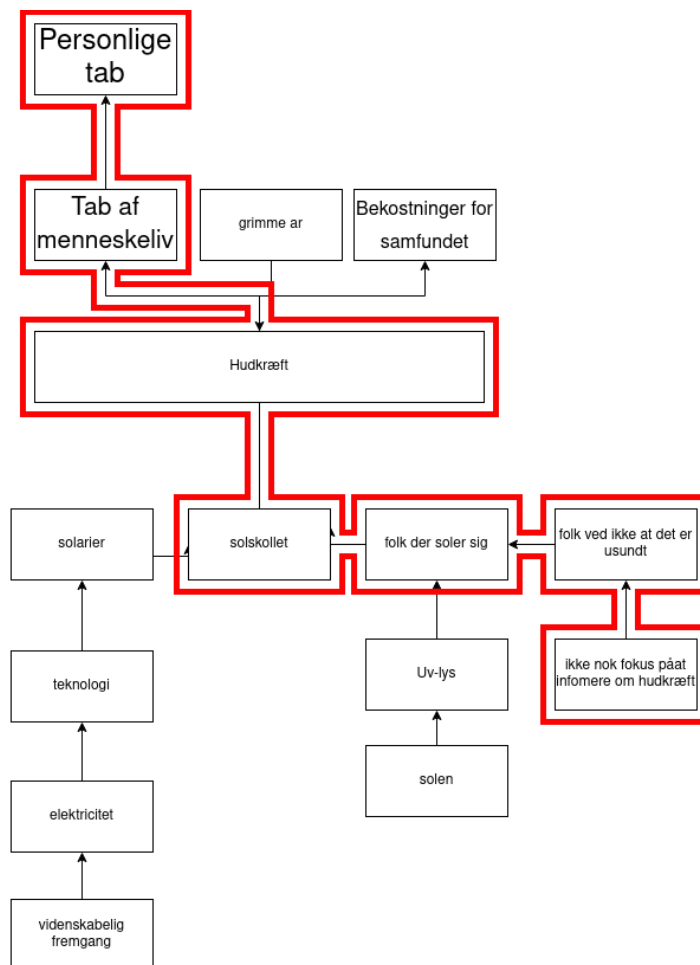 Personlige
tab
Tab af
menneskeliv
grimme ar
Bekostninger for
samfundet
Hudkræft
solarier
solskollet
folk der soler sig
folk ved ikke at det er
usundt
teknologi
Uv-lys
ikke nok fokus påat
infomere om hudkræft
elektricitet
solen
videnskabelig
fremgang